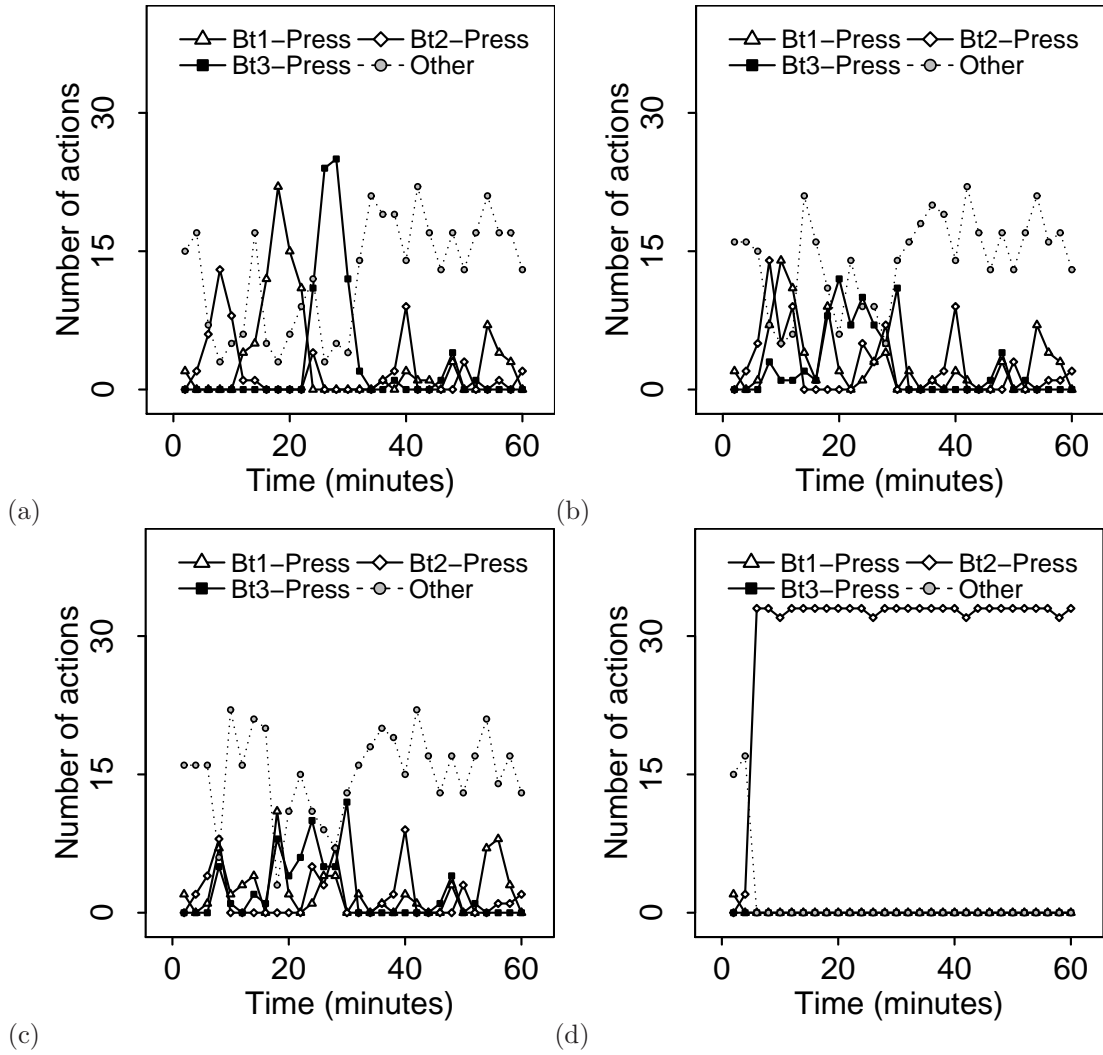 Bt1−Press Bt2−Press
Bt3−Press Other
Number of actions
0 15 30
0 20 40 60
Time (minutes)
(a)
Bt1−Press Bt2−Press
Bt3−Press Other
Number of actions
0 15 30
0 20 40 60
Time (minutes)
(b)
Bt1−Press Bt2−Press
Bt3−Press Other
Number of actions
0 15 30
0 20 40 60
Time (minutes)
(c)
Bt1−Press Bt2−Press
Bt3−Press Other
Number of actions
0 15 30
0 20 40 60
Time (minutes)
(d)